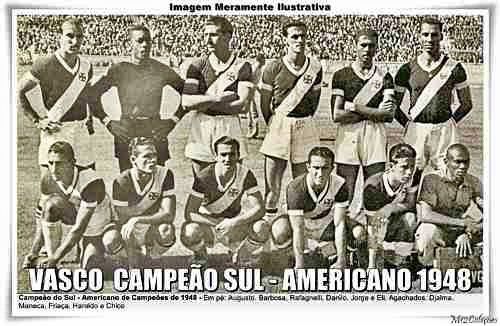 Imagem Meramente Ilustrativa
VASCO CAMPEÃO SUL - AMERICANO 1948
Campeão do Sul - Americano de Campeões de 1948 - Em pé: Augusto, Barbosa, Rafagnelli, Danilo, Jorge e Eli. Agachados: Djalma,
Maneca, Friaça, Haroldo e Chico